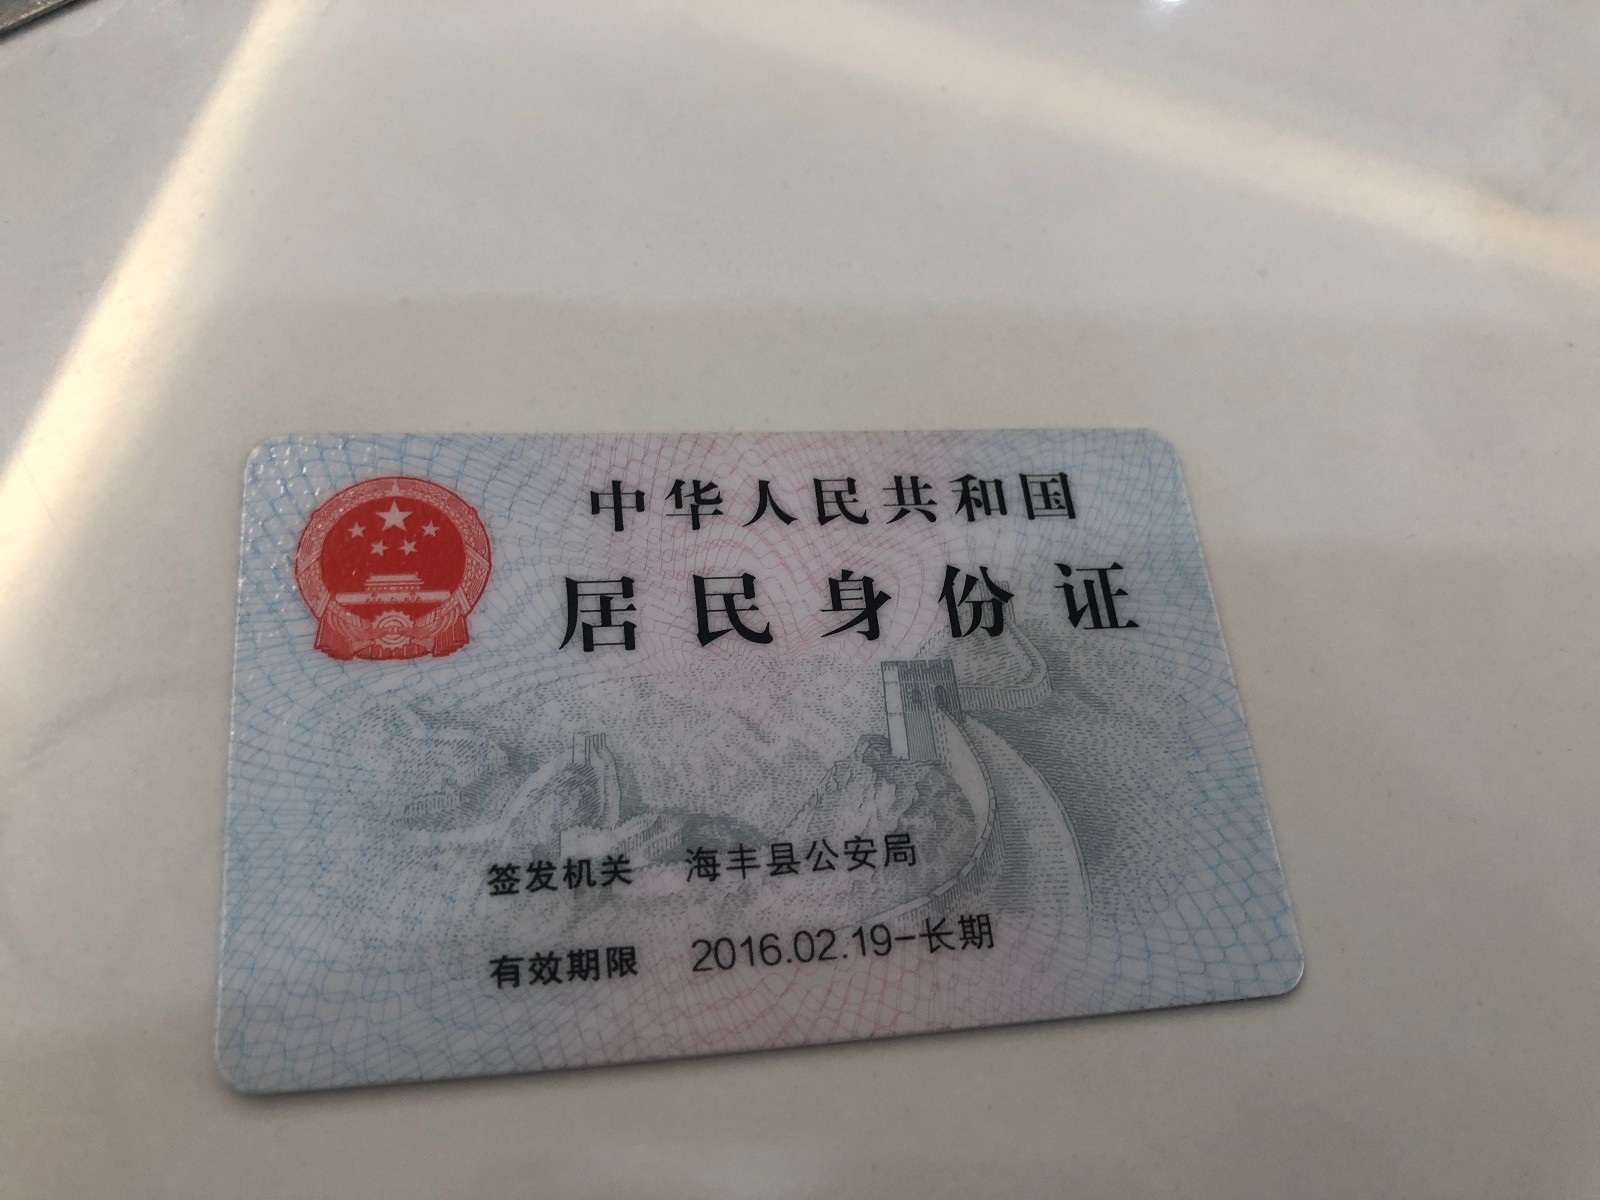 中华人民共和国
居民身份证
签发机关 海丰县公安局
有效期限 2016.02.19-长期